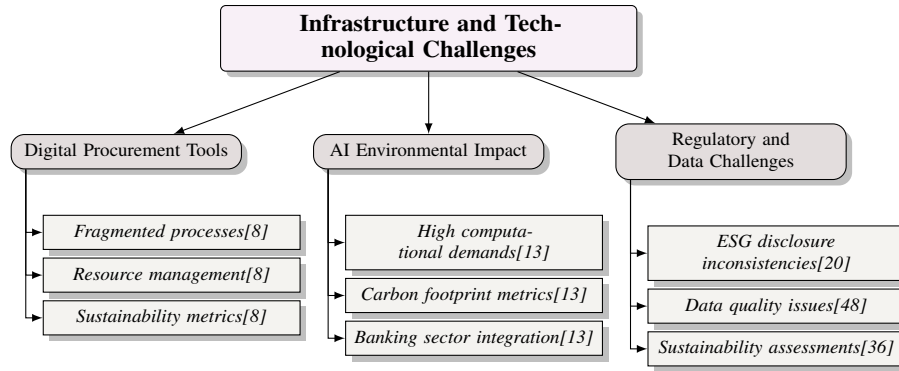 Infrastructure and Tech-
nological Challenges
Digital Procurement Tools
Fragmented processes[8]
Resource management[8]
Sustainability metrics[8]
AI Environmental Impact
High computa-
tional demands[13]
Carbon footprint metrics[13]
Banking sector integration[13]
Regulatory and
Data Challenges
ESG disclosure
inconsistencies[20]
Data quality issues[48]
Sustainability assessments[36]